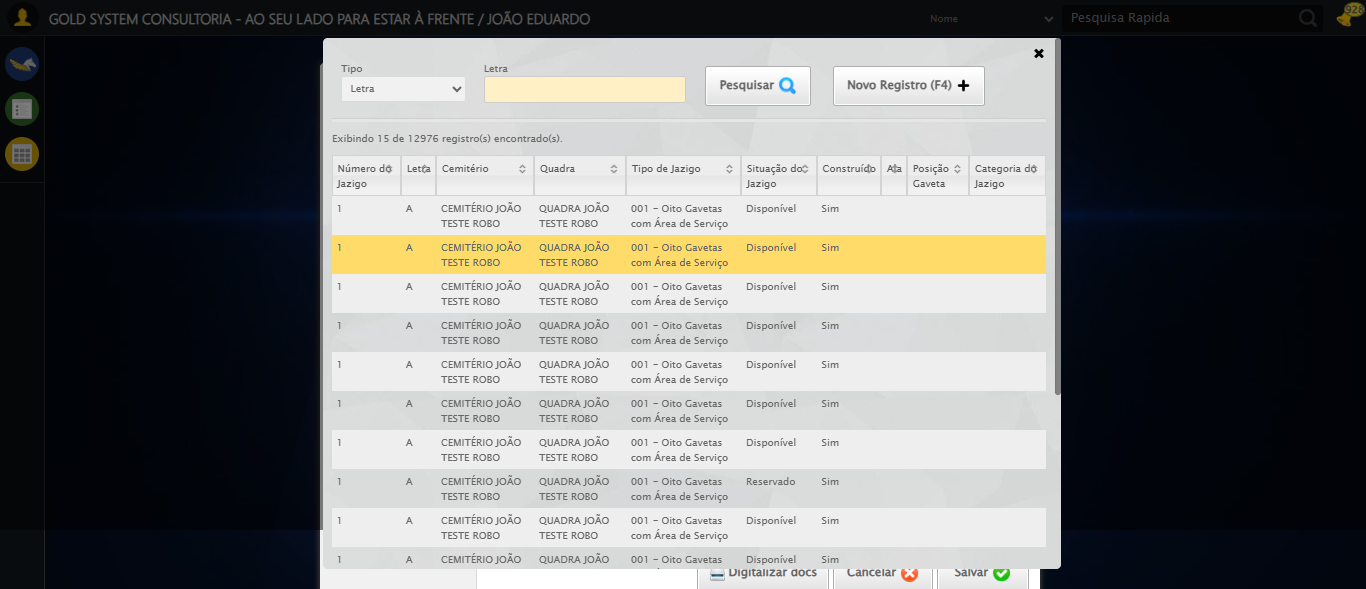 GOLD SYSTEM CONSULTORIA - AO SEU LADO PARA ESTAR À FRENTE / JOÃO EDUARDO
Nome
Pesquisa Rapida
928
Tipo
Letra
Letra
Pesquisar
Novo Registro (F4)
Exibindo 15 de 12976 registro(s) encontrado(s).
Número do Jazigo Letra Cemitério Quadra Tipo de Jazigo Situação do Jazigo Construído Ala Posição Gaveta Categoria do Jazigo
1 A CEMITÉRIO JOÃO QUADRA JOÃO 001 - Oito Gavetas Disponível Sim
TESTE ROBO TESTE ROBO com Área de Serviço
1 A CEMITÉRIO JOÃO QUADRA JOÃO 001 - Oito Gavetas Disponível Sim
TESTE ROBO TESTE ROBO com Área de Serviço
1 A CEMITÉRIO JOÃO QUADRA JOÃO 001 - Oito Gavetas Disponível Sim
TESTE ROBO TESTE ROBO com Área de Serviço
1 A CEMITÉRIO JOÃO QUADRA JOÃO 001 - Oito Gavetas Disponível Sim
TESTE ROBO TESTE ROBO com Área de Serviço
1 A CEMITÉRIO JOÃO QUADRA JOÃO 001 - Oito Gavetas Disponível Sim
TESTE ROBO TESTE ROBO com Área de Serviço
1 A CEMITÉRIO JOÃO QUADRA JOÃO 001 - Oito Gavetas Disponível Sim
TESTE ROBO TESTE ROBO com Área de Serviço
1 A CEMITÉRIO JOÃO QUADRA JOÃO 001 - Oito Gavetas Disponível Sim
TESTE ROBO TESTE ROBO com Área de Serviço
1 A CEMITÉRIO JOÃO QUADRA JOÃO 001 - Oito Gavetas Reservado Sim
TESTE ROBO TESTE ROBO com Área de Serviço
1 A CEMITÉRIO JOÃO QUADRA JOÃO 001 - Oito Gavetas Disponível Sim
TESTE ROBO TESTE ROBO com Área de Serviço
1 A CEMITÉRIO JOÃO QUADRA JOÃO 001 - Oito Gavetas Disponível Sim
Digitalizar docs
Cancelar
Salvar